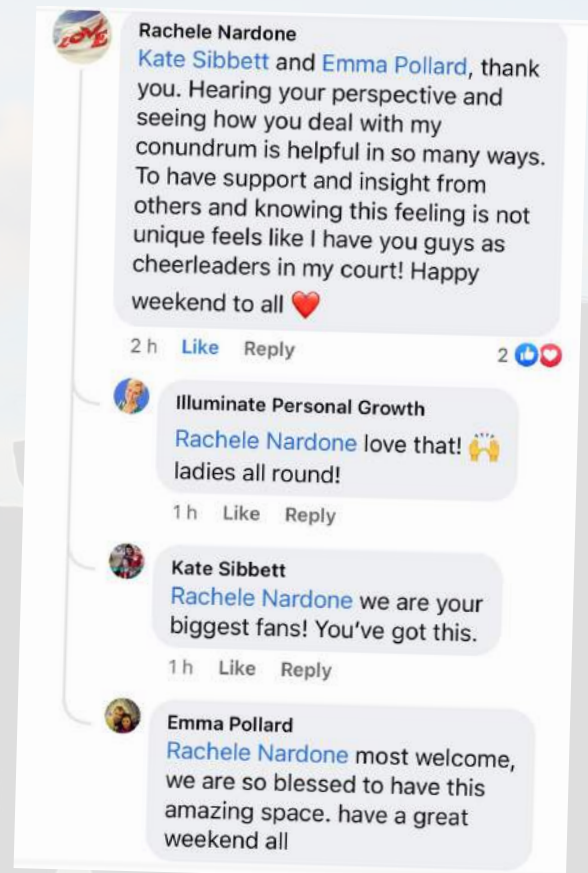 Rachele Nardone
Kate Sibbett and Emma Pollard, thank
you. Hearing your perspective and
seeing how you deal with my
conundrum is helpful in so many ways.
To have support and insight from
others and knowing this feeling is not
unique feels like I have you guys as
cheerleaders in my court! Happy
weekend to all ❤️
2 h Like Reply 2
Illuminate Personal Growth
Rachele Nardone love that! 🙌
ladies all round!
1 h Like Reply
Kate Sibbett
Rachele Nardone we are your
biggest fans! You've got this.
1 h Like Reply
Emma Pollard
Rachele Nardone most welcome,
we are so blessed to have this
amazing space. have a great
weekend all